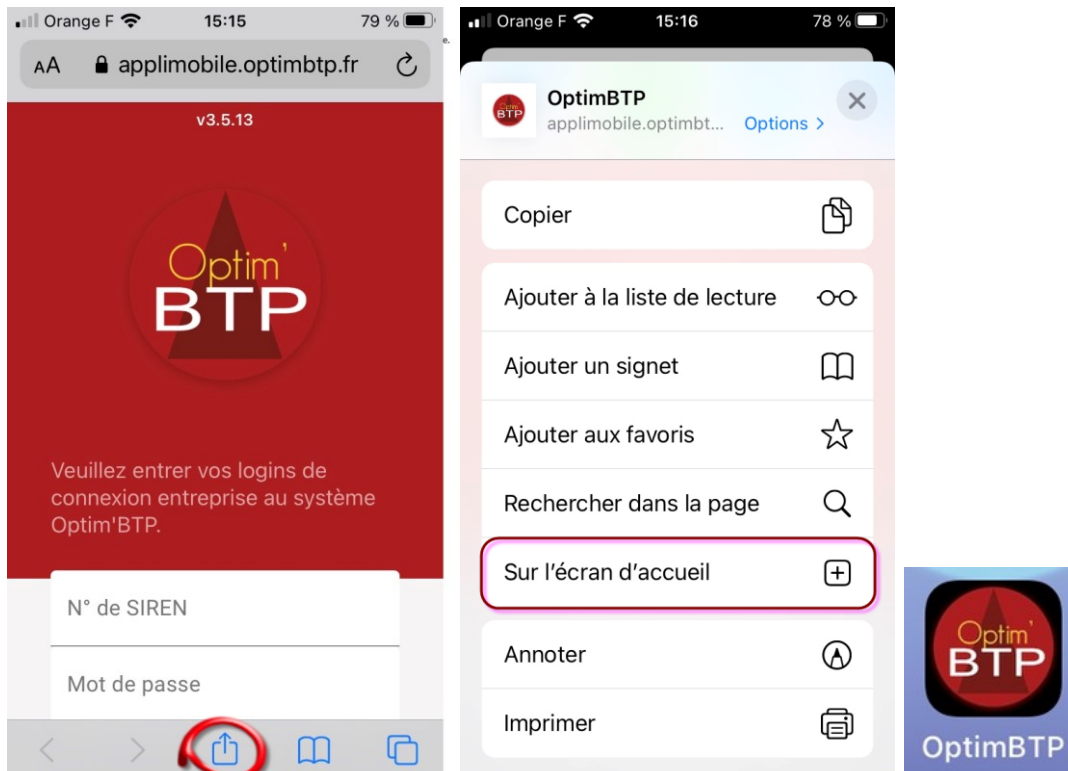 Orange F 15:15 79 %
AA applimobile.optimbtp.fr
e.
v3.5.13
Optim'
BTP
Veuillez entrer vos logins de
connexion entreprise au système
Optim'BTP.
N° de SIREN
Mot de passe
Orange F 15:16 78 %
Optim'
BTP
OptimBTP
applimobile.optimbt... Options >
Copier
Ajouter à la liste de lecture
Ajouter un signet
Ajouter aux favoris
Rechercher dans la page
Sur l'écran d'accueil
Annoter
Imprimer
Optim'
BTP
OptimBTP